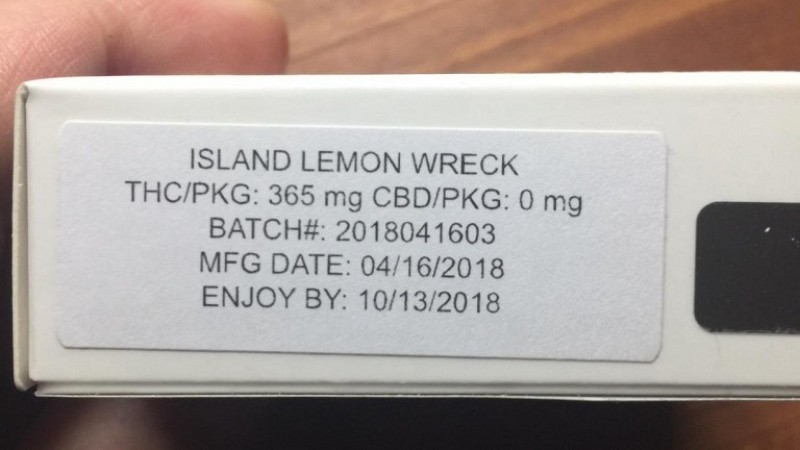 ISLAND LEMON WRECK
THC/PKG: 365 mg CBD/PKG: 0 mg
BATCH#: 2018041603
MFG DATE: 04/16/2018
ENJOY BY: 10/13/2018